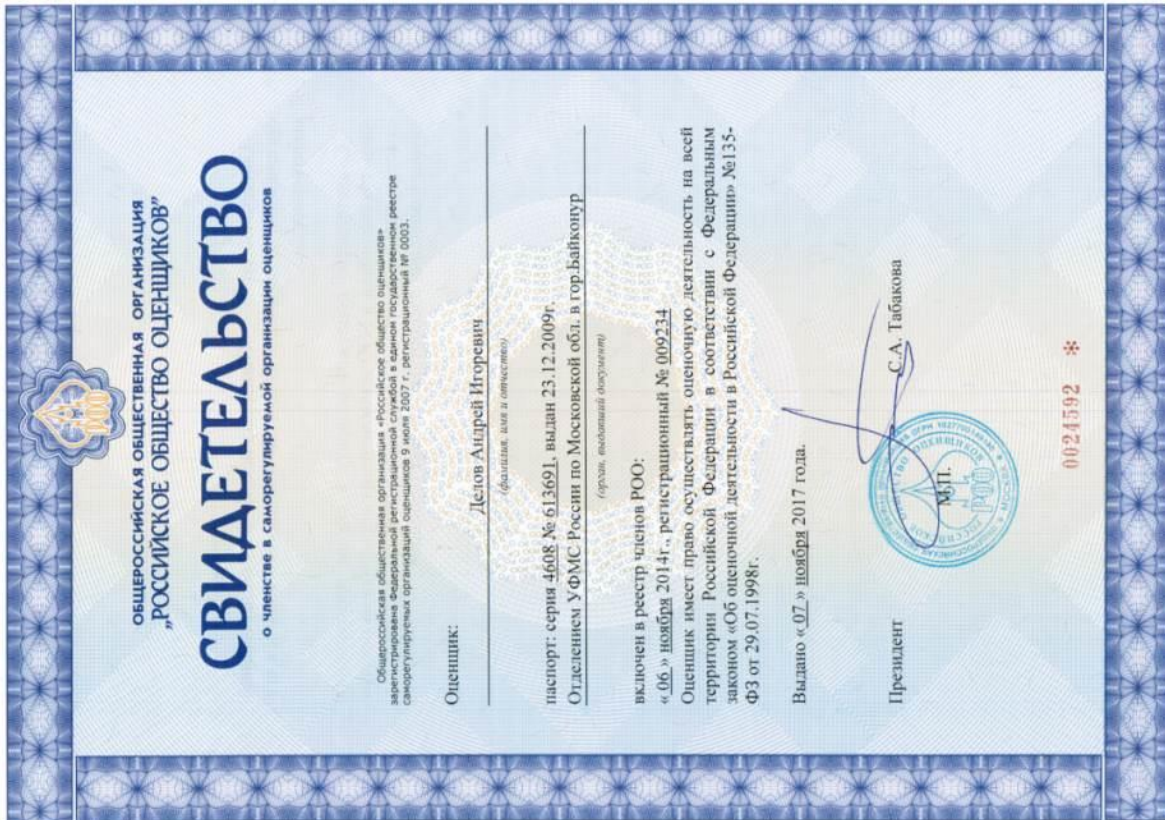 РОО
ОБЩЕРОССИЙСКАЯ ОБЩЕСТВЕННАЯ ОРГАНИЗАЦИЯ
„РОССИЙСКОЕ ОБЩЕСТВО ОЦЕНЩИКОВ”
СВИДЕТЕЛЬСТВО
о членстве в саморегулируемой организации оценщиков
Общероссийская общественная организация «Российское общество оценщиков»
зарегистрирована Федеральной регистрационной службой в едином государственном реестре
саморегулируемых организаций оценщиков 9 июля 2007 г. регистрационный № 0003.
Оценщик:
Делов Андрей Игоревич
(фамилия, имя и отчество)
паспорт: серия 4608 № 613691, выдан 23.12.2009г.
Отделением УФМС России по Московской обл. в гор.Байконур
(орган, выдавший документ)
включен в реестр членов РОО:
« 06 » ноября 2014г., регистрационный № 009234
Оценщик имеет право осуществлять оценочную деятельность на всей
территории Российской Федерации в соответствии с Федеральным
законом «Об оценочной деятельности в Российской Федерации» №135-
ФЗ от 29.07.1998г.
Выдано « 07 » ноября 2017 года.
Президент С.А. Табакова
М.П.
0024592 *